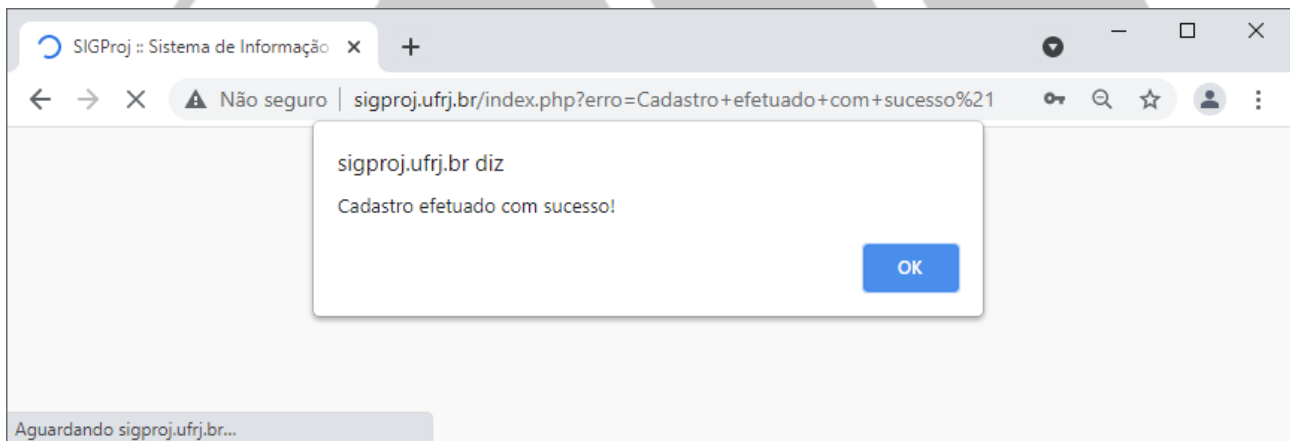 SIGProj :: Sistema de Informação
Não seguro | sigproj.ufrj.br/index.php?erro=Cadastro+efetuado+com+sucesso%21
sigproj.ufrj.br diz
Cadastro efetuado com sucesso!
OK
Aguardando sigproj.ufrj.br...